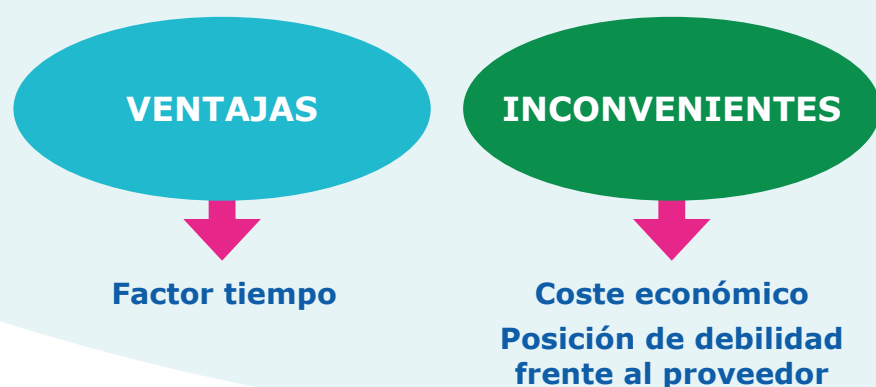 VENTAJAS
INCONVENIENTES
Factor tiempo
Coste económico
Posición de debilidad
frente al proveedor